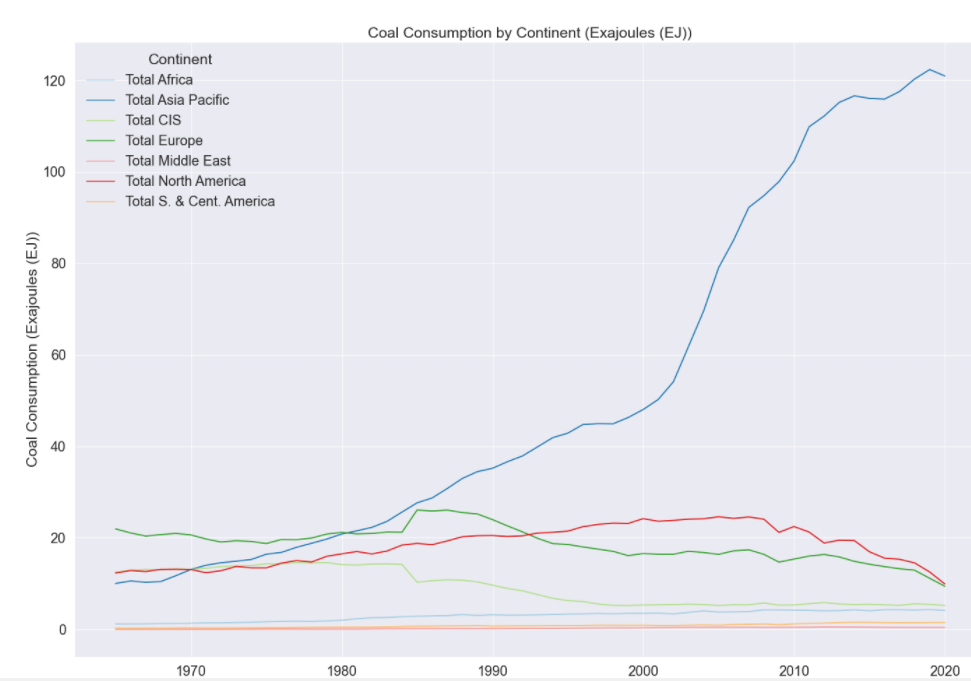 Coal Consumption by Continent (Exajoules (EJ))
Continent
Total Africa
Total Asia Pacific
Total CIS
Total Europe
Total Middle East
Total North America
Total S. & Cent. America
Coal Consumption (Exajoules (EJ))
120
100
80
60
40
20
0
1970 1980 1990 2000 2010 2020